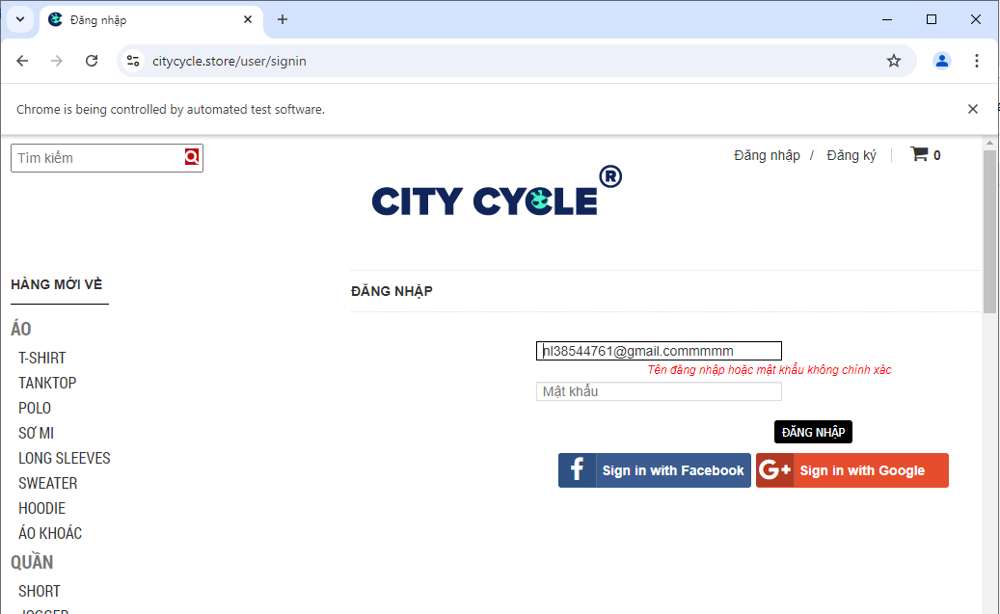 Đăng nhập
citycycle.store/user/signin
Chrome is being controlled by automated test software.
Tìm kiếm
Đăng nhập / Đăng ký 0
CITY CYCLE ®
HÀNG MỚI VỀ
ĐĂNG NHẬP
ÁO
T-SHIRT
TANKTOP
POLO
SƠ MI
LONG SLEEVES
SWEATER
HOODIE
ÁO KHOÁC
QUẦN
SHORT
JOGGER
nl38544761@gmail.commmmm
Tên đăng nhập hoặc mật khẩu không chính xác
Mật khẩu
ĐĂNG NHẬP
f Sign in with Facebook
G+ Sign in with Google